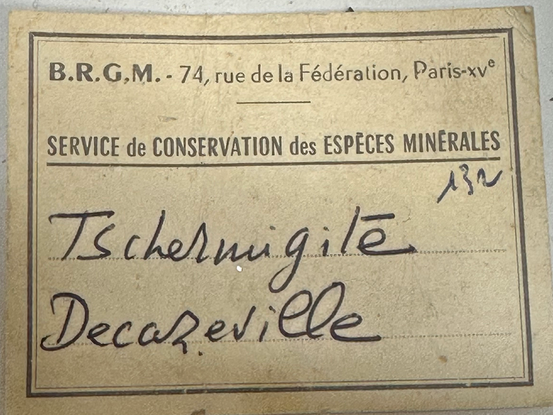 B.R.G.M. - 74, rue de la Fédération, Paris-XVe
SERVICE de CONSERVATION des ESPÈCES MINÉRALES
132
Tschermigite
Decazeville